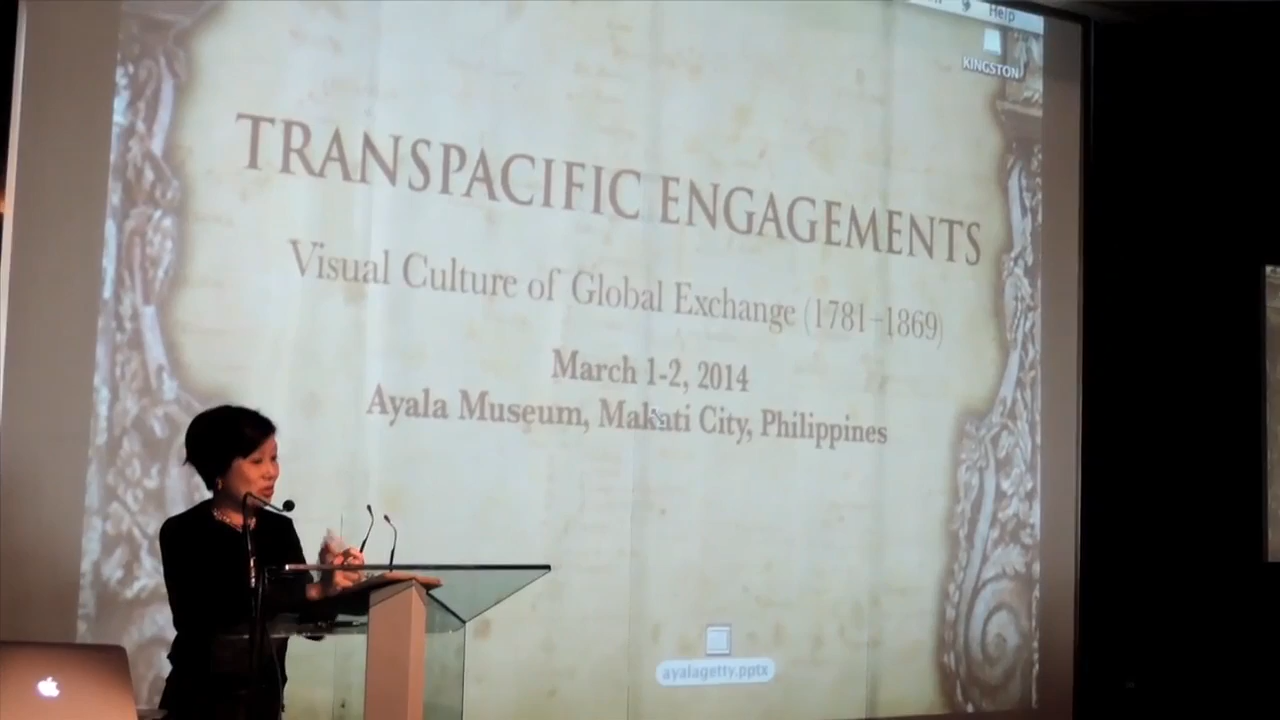 Help
KINGSTON
TRANSPACIFIC ENGAGEMENTS
Visual Culture of Global Exchange (1781–1869)
March 1-2, 2014
Ayala Museum, Makati City, Philippines
ayalagetty.pptx